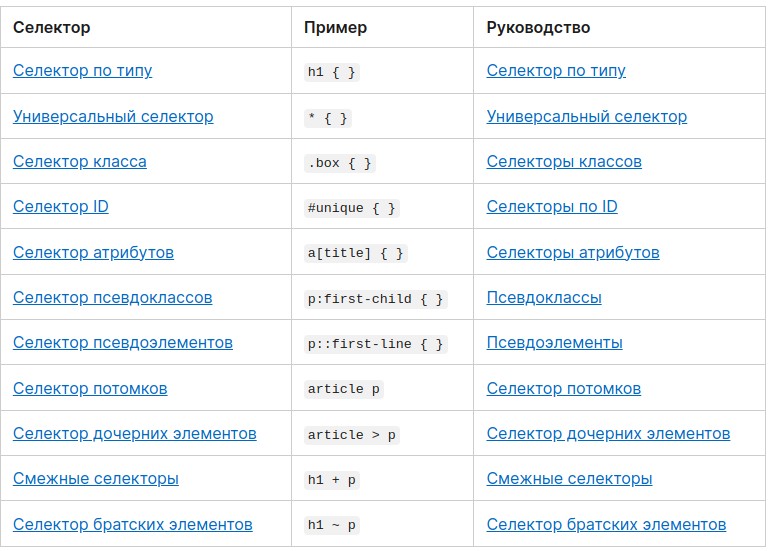 Селектор Пример Руководство
Селектор по типу h1 { } Селектор по типу
Универсальный селектор * { } Универсальный селектор
Селектор класса .box { } Селекторы классов
Селектор ID #unique { } Селекторы по ID
Селектор атрибутов a[title] { } Селекторы атрибутов
Селектор псевдоклассов p:first-child { } Псевдоклассы
Селектор псевдоэлементов p::first-line { } Псевдоэлементы
Селектор потомков article p Селектор потомков
Селектор дочерних элементов article > p Селектор дочерних элементов
Смежные селекторы h1 + p Смежные селекторы
Селектор братских элементов h1 ~ p Селектор братских элементов